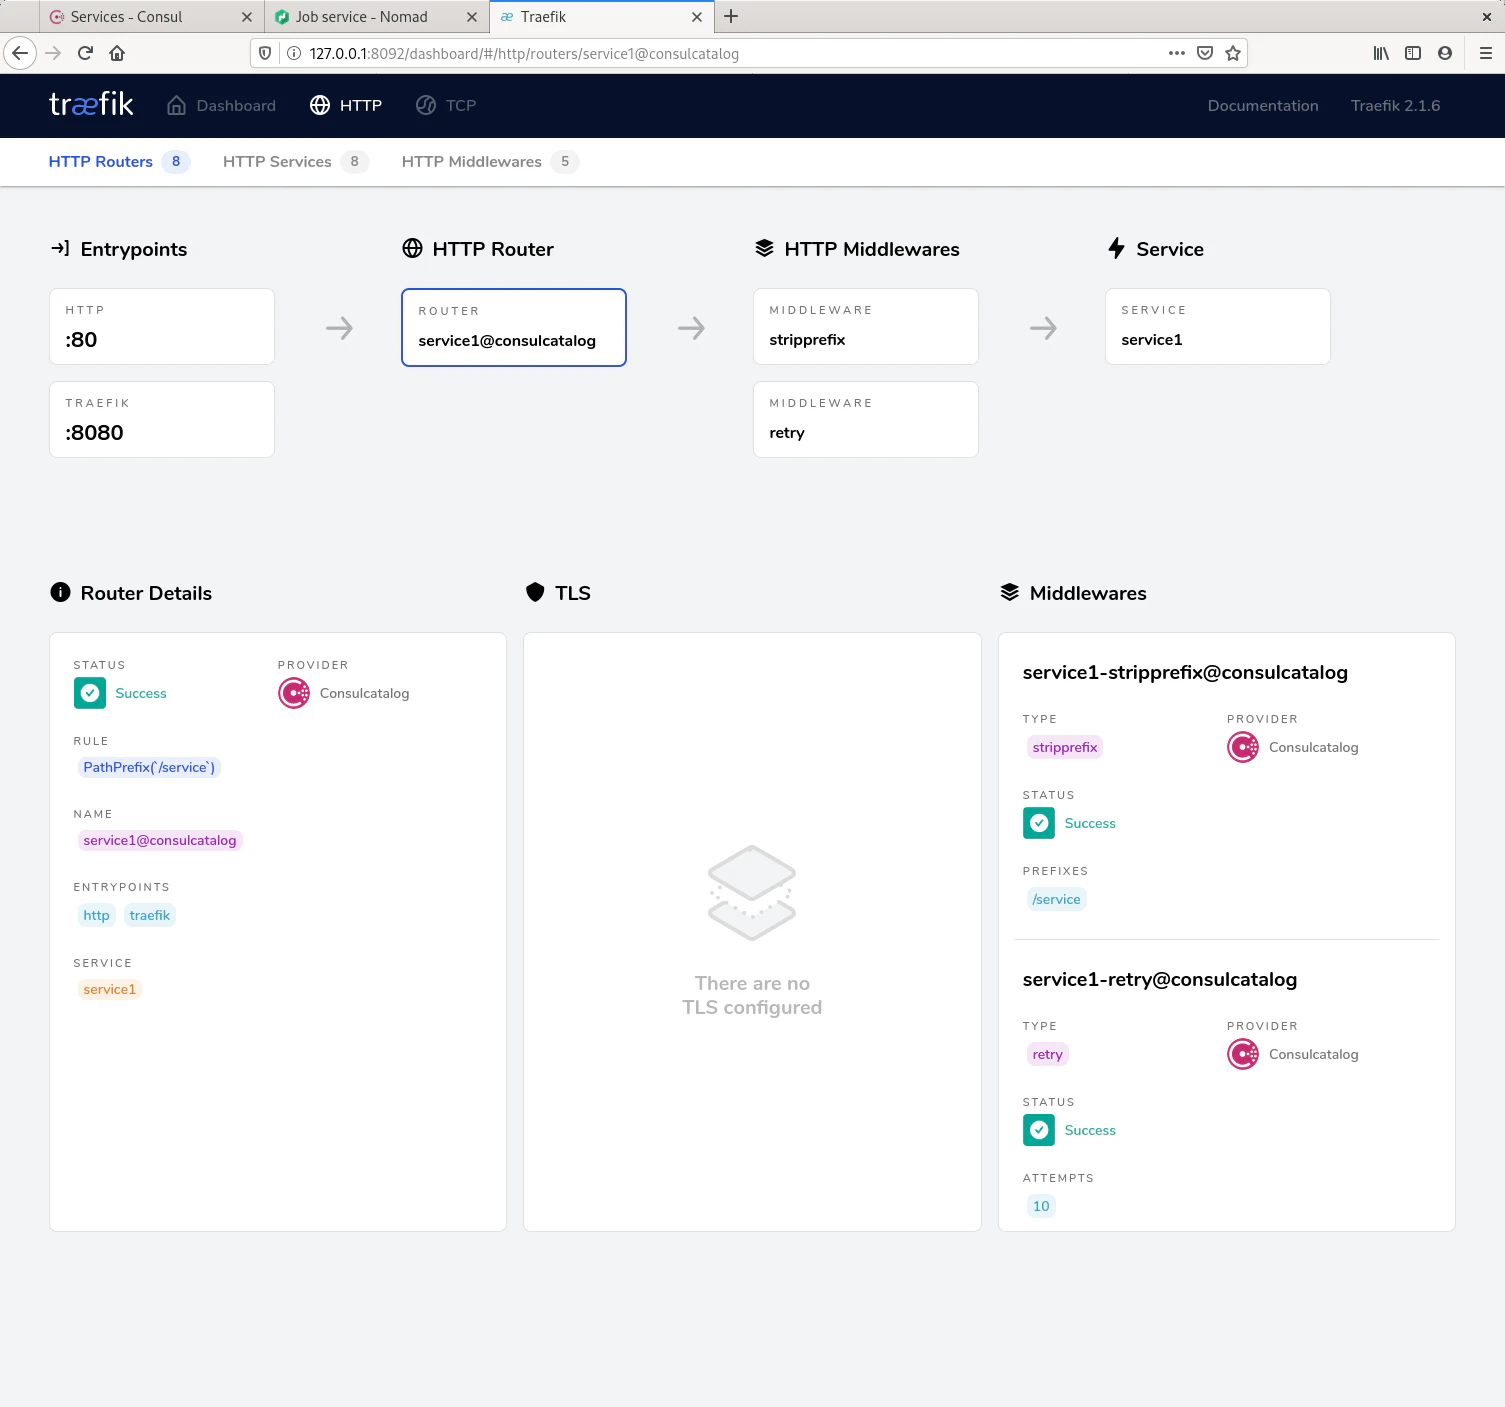 Services - Consul
Job service - Nomad
Traefik
127.0.0.1:8092/dashboard/#/http/routers/service1@consulcatalog
træfik Dashboard HTTP TCP Documentation Traefik 2.1.6
HTTP Routers 8 HTTP Services 8 HTTP Middlewares 5
Entrypoints
HTTP
:80
TRAEFIK
:8080
HTTP Router
ROUTER
service1@consulcatalog
HTTP Middlewares
MIDDLEWARE
stripprefix
MIDDLEWARE
retry
Service
SERVICE
service1
Router Details
STATUS
Success
PROVIDER
Consulcatalog
RULE
PathPrefix(`/service`)
NAME
service1@consulcatalog
ENTRYPOINTS
http traefik
SERVICE
service1
TLS
There are no
TLS configured
Middlewares
service1-stripprefix@consulcatalog
TYPE
stripprefix
PROVIDER
Consulcatalog
STATUS
Success
PREFIXES
/service
service1-retry@consulcatalog
TYPE
retry
PROVIDER
Consulcatalog
STATUS
Success
ATTEMPTS
10